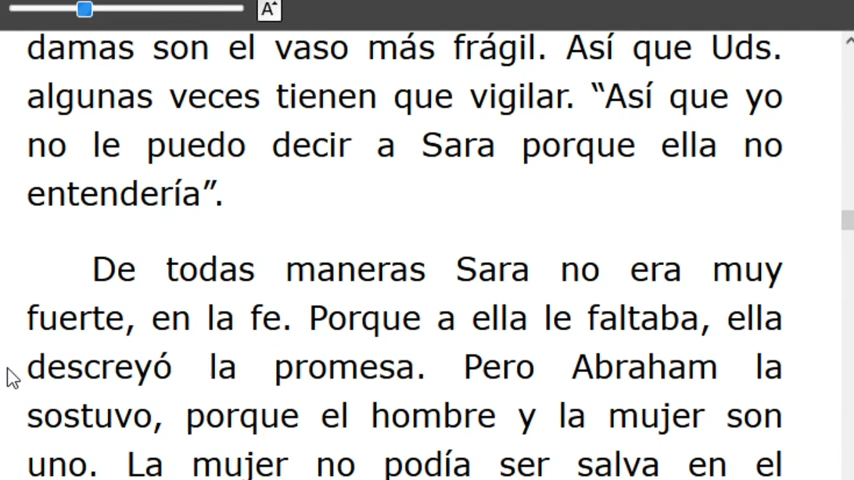 A
damas son el vaso más frágil. Así que Uds.
algunas veces tienen que vigilar. “Así que yo
no le puedo decir a Sara porque ella no
entendería”.
De todas maneras Sara no era muy
fuerte, en la fe. Porque a ella le faltaba, ella
descreyó la promesa. Pero Abraham la
sostuvo, porque el hombre y la mujer son
uno. La mujer no podía ser salva en el